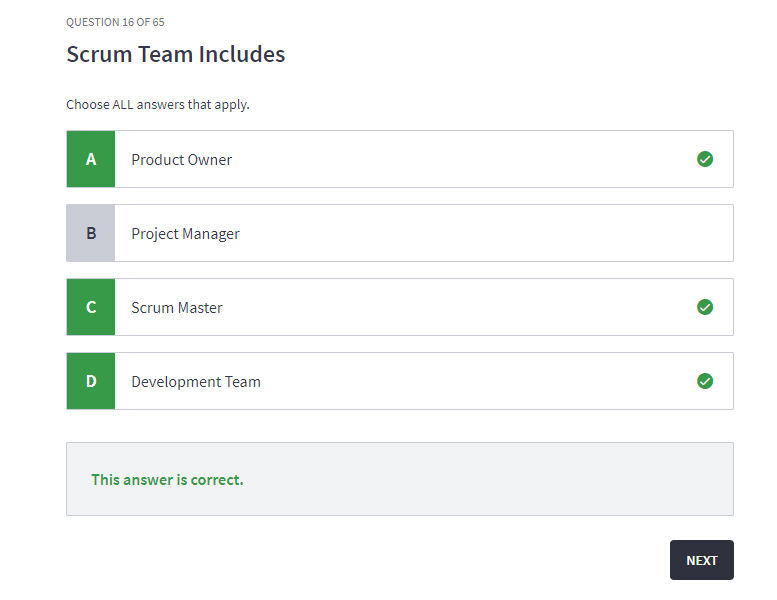 QUESTION 16 OF 65
Scrum Team Includes
Choose ALL answers that apply.
A Product Owner
B Project Manager
C Scrum Master
D Development Team
This answer is correct.
NEXT